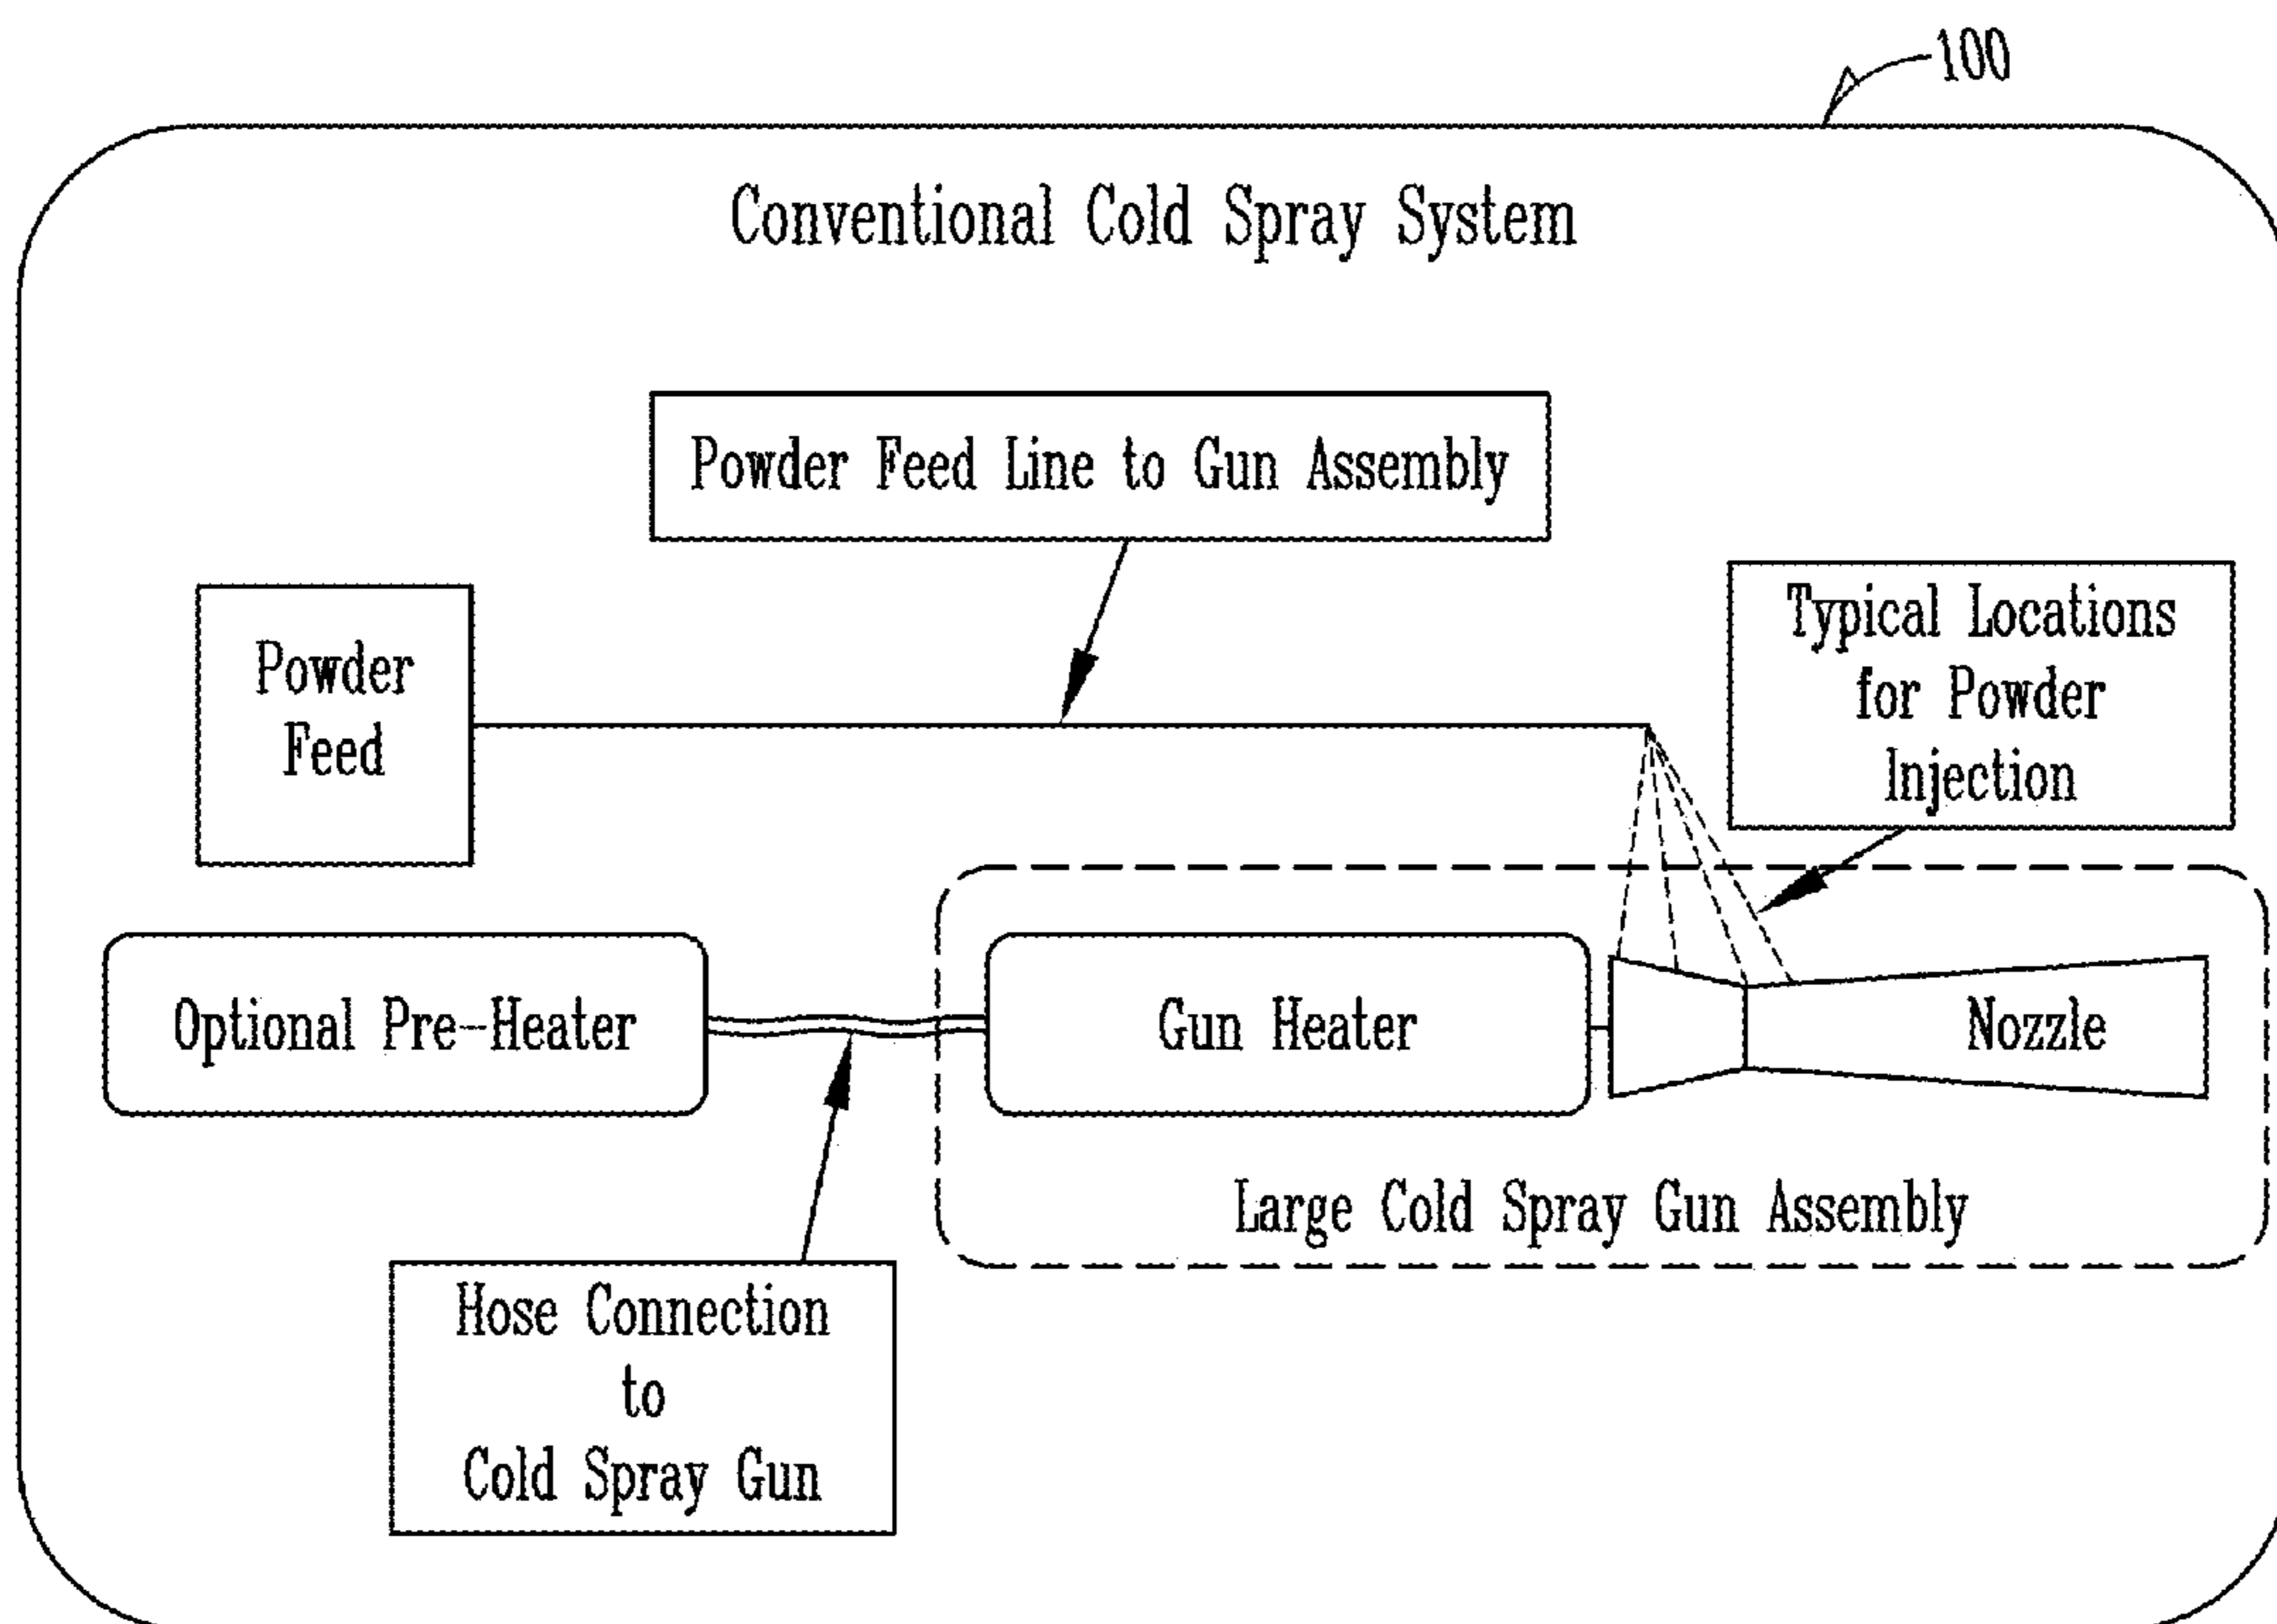 100
Conventional Cold Spray System
Powder Feed Line to Gun Assembly
Typical Locations
for Powder
Injection
Powder
Feed
Optional Pre-Heater
Gun Heater
Nozzle
Large Cold Spray Gun Assembly
Hose Connection
to
Cold Spray Gun